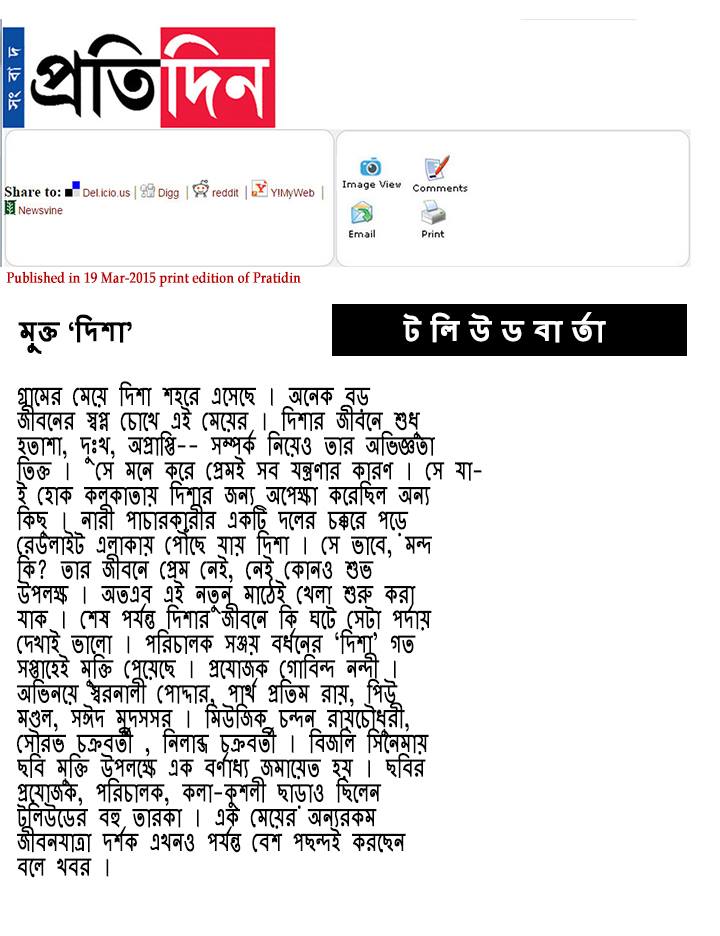 সংবাদ
প্রতিদিন
Share to: Del.icio.us | Digg | reddit | Y!MyWeb |
Newsvine
Image View Comments
Email Print
Published in 19 Mar-2015 print edition of Pratidin
মুক্ত ‘দিশা’
ট লি উ ড বা র্তা
গ্রামের মেয়ে দিশা শহরে এসেছে । অনেক বড়
জীবনের স্বপ্ন চোখে এই মেয়ের । দিশার জীবনে শুধু
হতাশা, দুঃখ, অপ্রাপ্তি-- সম্পর্ক নিয়েও তার অভিজ্ঞতা
তিক্ত । সে মনে করে প্রেমই সব যন্ত্রণার কারণ । সে যা-
ই হোক কলকাতায় দিশার জন্য অপেক্ষা করেছিল অন্য
কিছু । নারী পাচারকারীর একটি দলের চক্করে পড়ে
রেডলাইট এলাকায় পৌঁছে যায় দিশা । সে ভাবে, মন্দ
কি? তার জীবনে প্রেম নেই, নেই কোনও শুভ
উপলক্ষ । অতএব এই নতুন মাঠেই খেলা শুরু করা
যাক । শেষ পর্যন্ত দিশার জীবনে কি ঘটে সেটা পর্দায়
দেখাই ভালো । পরিচালক সঞ্জয় বর্ধনের ‘দিশা’ গত
সপ্তাহেই মুক্তি পেয়েছে । প্রযোজক গোবিন্দ নন্দী ।
অভিনয়ে স্বরনালী পোদ্দার, পার্থ প্রতিম রায়, পিউ
মণ্ডল, সঈদ মুদসসর । মিউজিক চন্দন রায়চৌধুরী,
সৌরভ চক্রবর্তী , নিলাব্জ চক্রবর্তী । বিজলি সিনেমায়
ছবি মুক্তি উপলক্ষে এক বর্ণাধ্য জমায়েত হয় । ছবির
প্রযোজক, পরিচালক, কলা-কুশলী ছাড়াও ছিলেন
টলিউডের বহু তারকা । এক মেয়ের অন্যরকম
জীবনযাত্রা দর্শক এখনও পর্যন্ত বেশ পছন্দই করছেন
বলে খবর ।